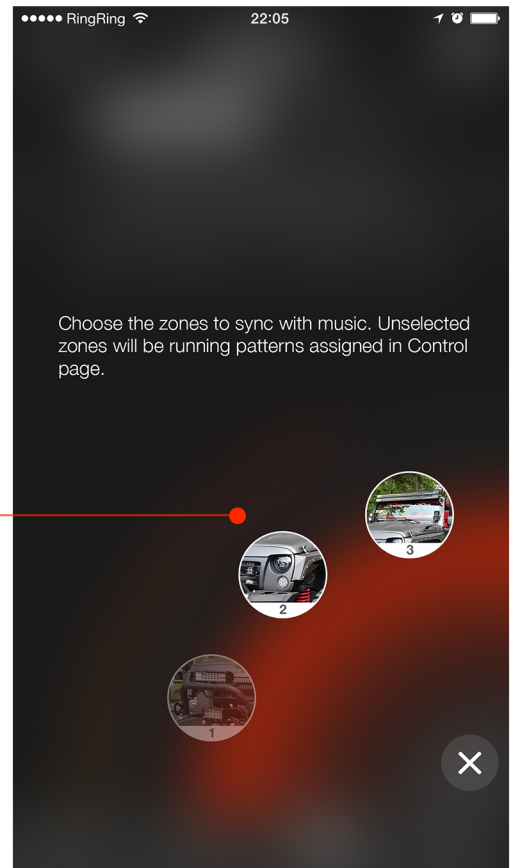 RingRing 22:05
Choose the zones to sync with music. Unselected
zones will be running patterns assigned in Control
page.
3
2
1